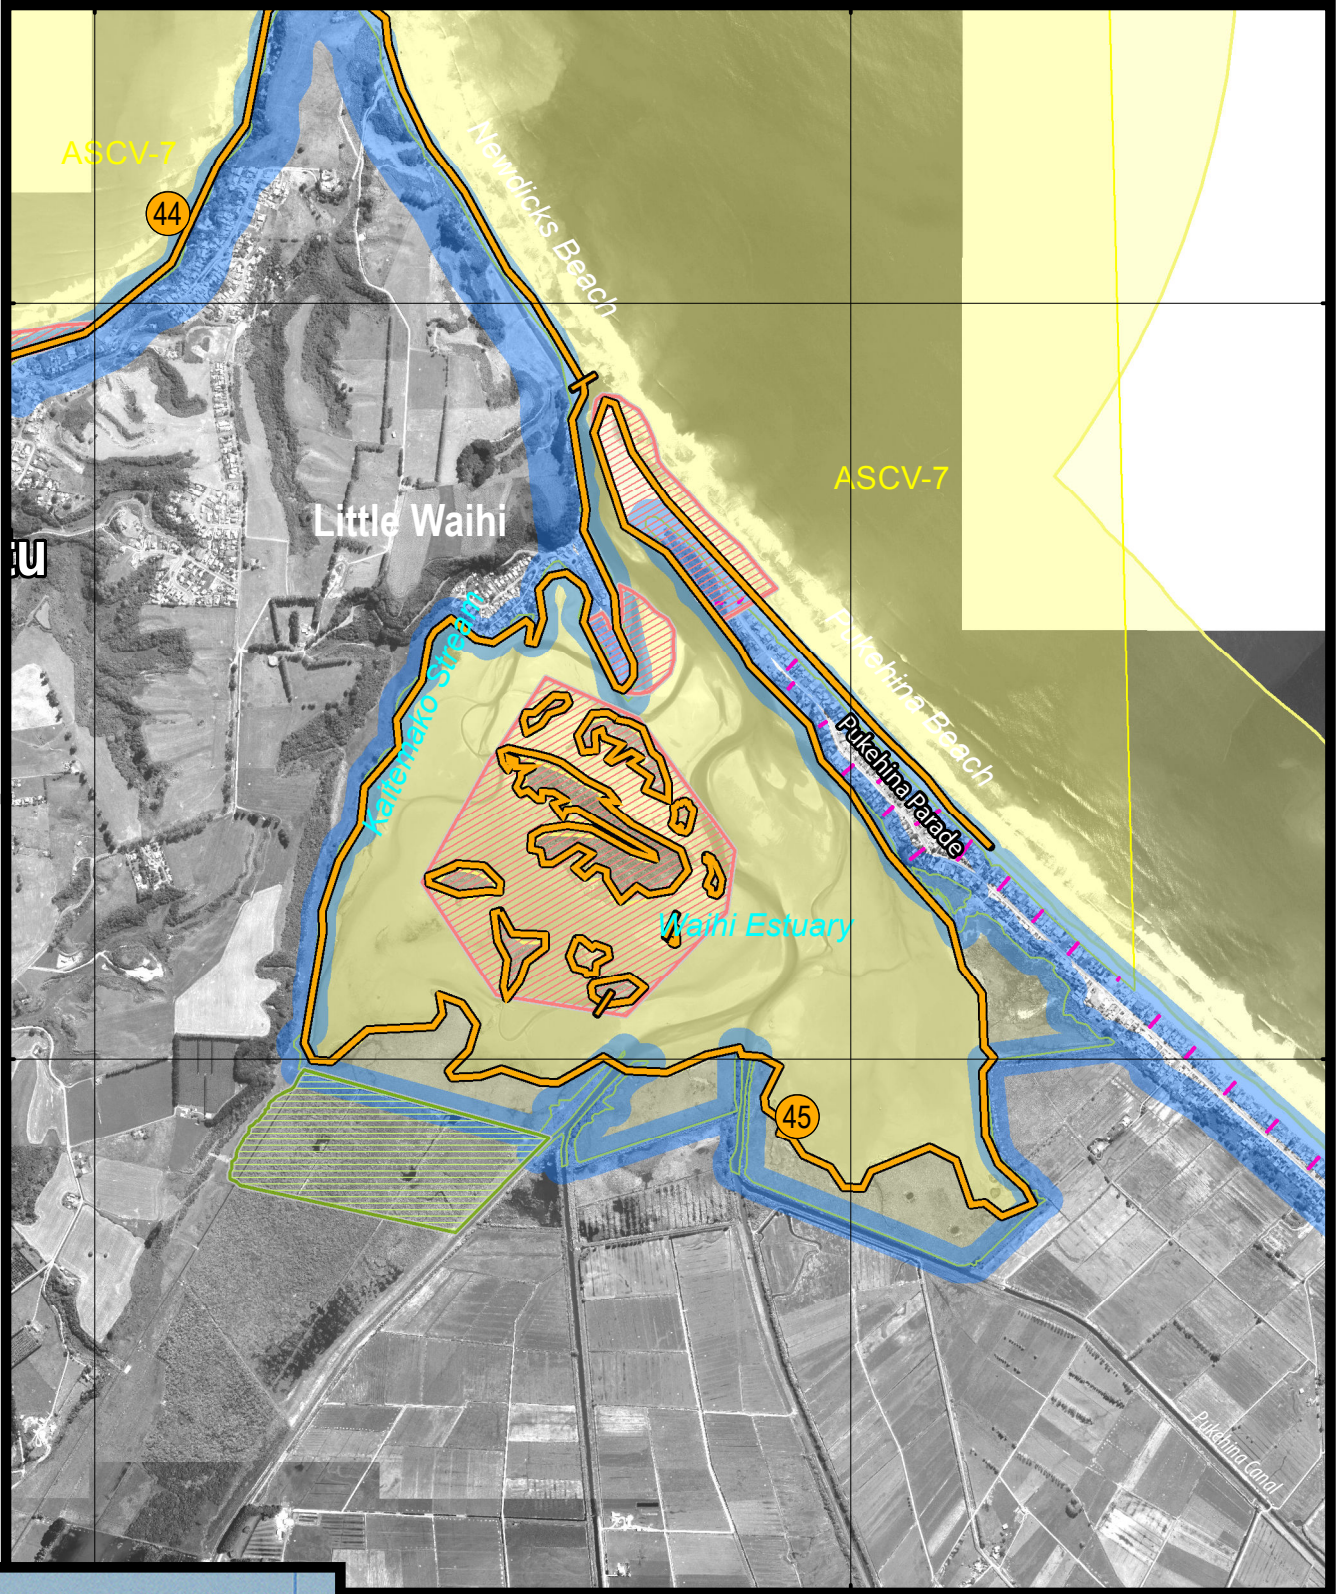 ASCV-7
44
Newdicks Beach
ASCV-7
Little Waihi
tu
Kaitemako Stream
Pukehina Beach
Pukehina Parade
Waihi Estuary
45
Pukehina Canal